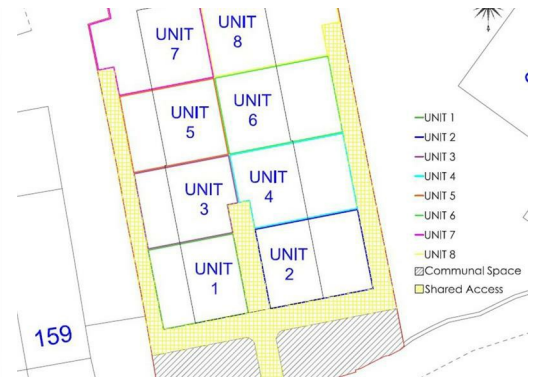 UNIT
7
UNIT
8
UNIT
5
UNIT
6
UNIT
3
UNIT
4
UNIT
1
UNIT
2
159
UNIT 1
UNIT 2
UNIT 3
UNIT 4
UNIT 5
UNIT 6
UNIT 7
UNIT 8
Communal Space
Shared Access